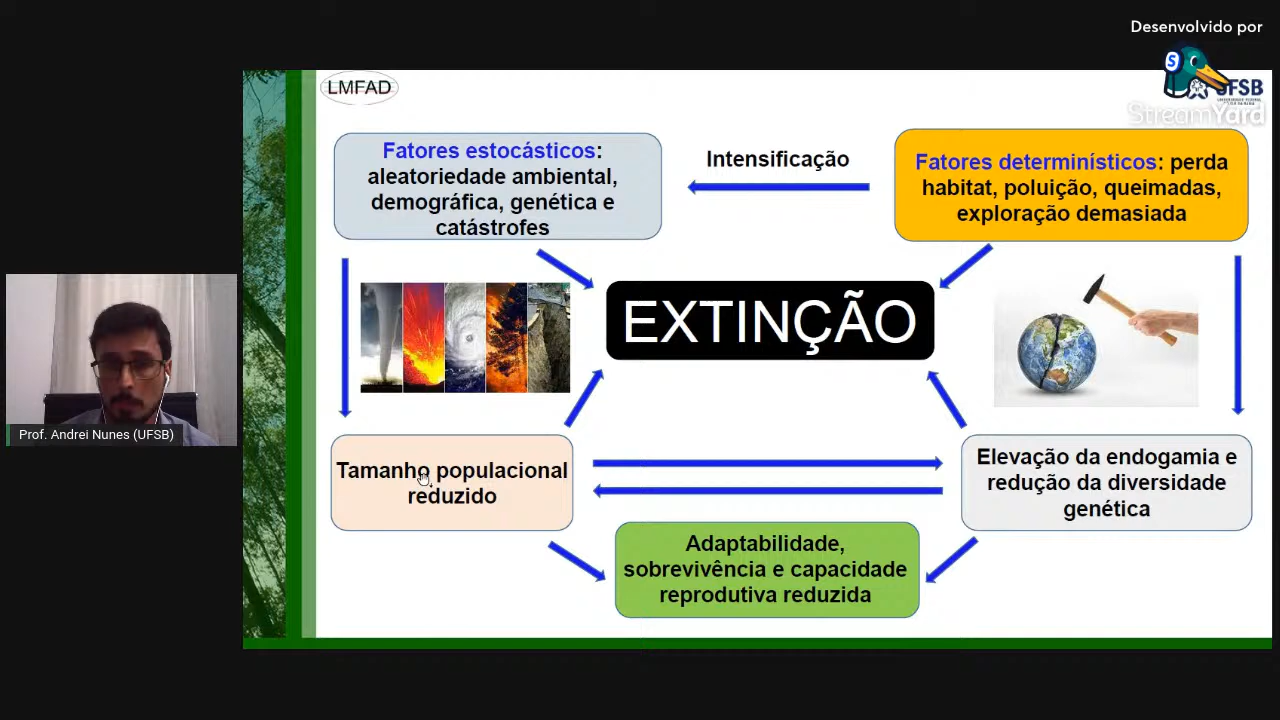 Desenvolvido por
StreamYard
S
UFSB
LMFAD
Fatores estocásticos:
aleatoriedade ambiental,
demográfica, genética e
catástrofes
Intensificação
Fatores determinísticos: perda
habitat, poluição, queimadas,
exploração demasiada
EXTINÇÃO
Prof. Andrei Nunes (UFSB)
Tamanho populacional
reduzido
Elevação da endogamia e
redução da diversidade
genética
Adaptabilidade,
sobrevivência e capacidade
reprodutiva reduzida